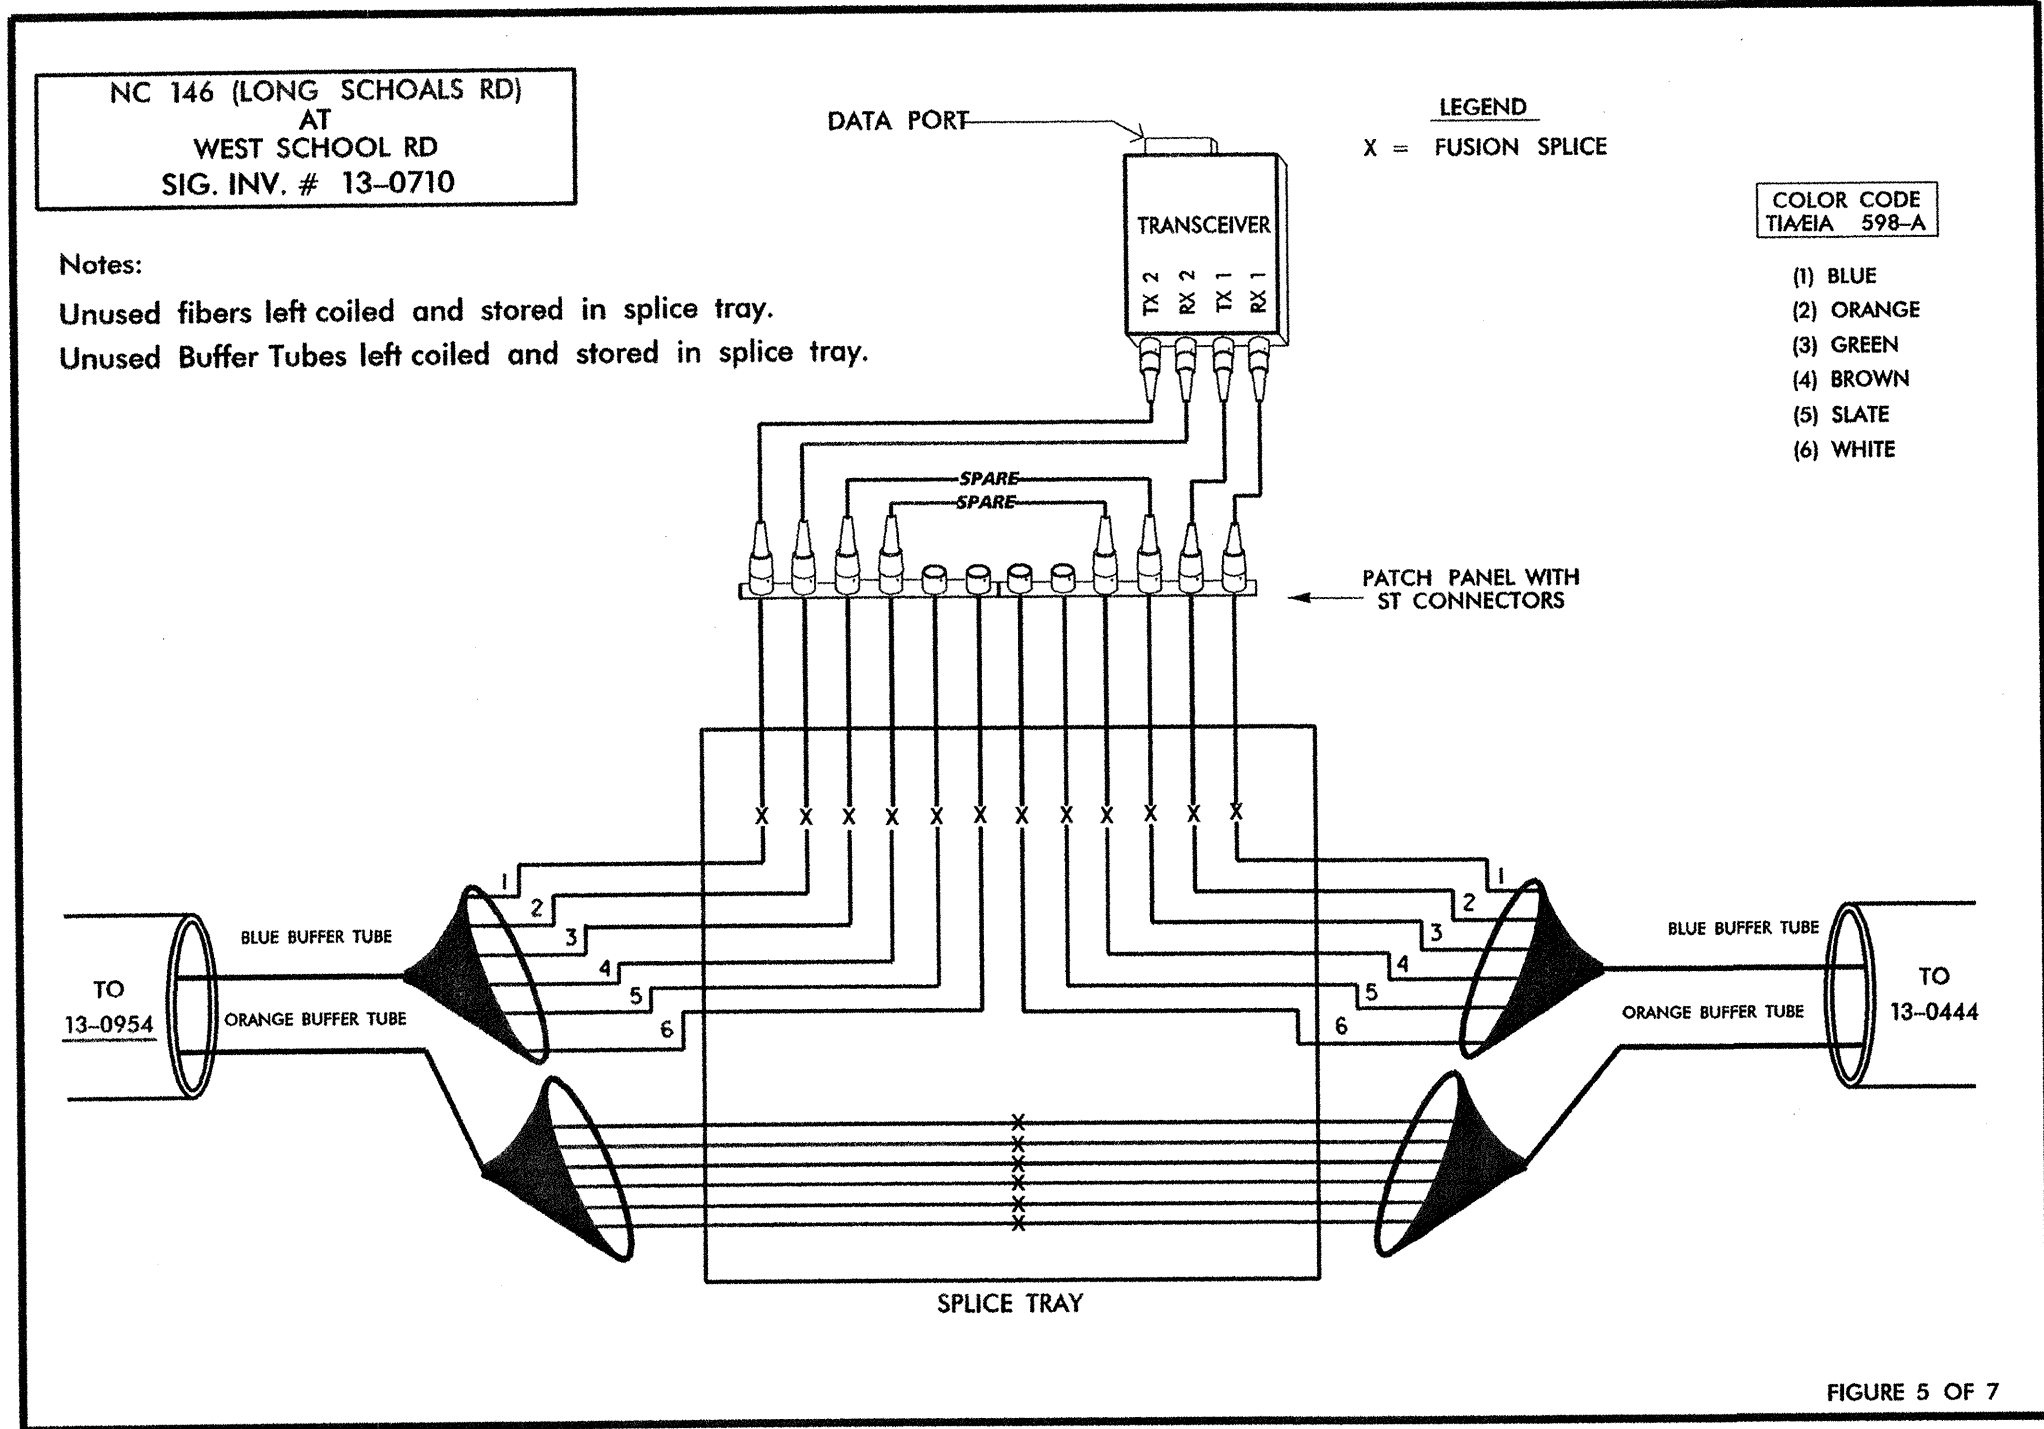 NC 146 (LONG SCHOALS RD)
AT
WEST SCHOOL RD
SIG. INV. # 13-0710
Notes:
Unused fibers left coiled and stored in splice tray.
Unused Buffer Tubes left coiled and stored in splice tray.
DATA PORT
LEGEND
X = FUSION SPLICE
COLOR CODE
TIA/EIA 598-A
(1) BLUE
(2) ORANGE
(3) GREEN
(4) BROWN
(5) SLATE
(6) WHITE
TRANSCEIVER
TX 2
RX 2
TX 1
RX 1
SPARE
SPARE
PATCH PANEL WITH
ST CONNECTORS
X X X X X X X X X X X X
1
2
3
4
5
6
1
2
3
4
5
6
BLUE BUFFER TUBE
ORANGE BUFFER TUBE
TO
13-0954
BLUE BUFFER TUBE
ORANGE BUFFER TUBE
TO
13-0444
X
X
X
X
X
X
SPLICE TRAY
FIGURE 5 OF 7